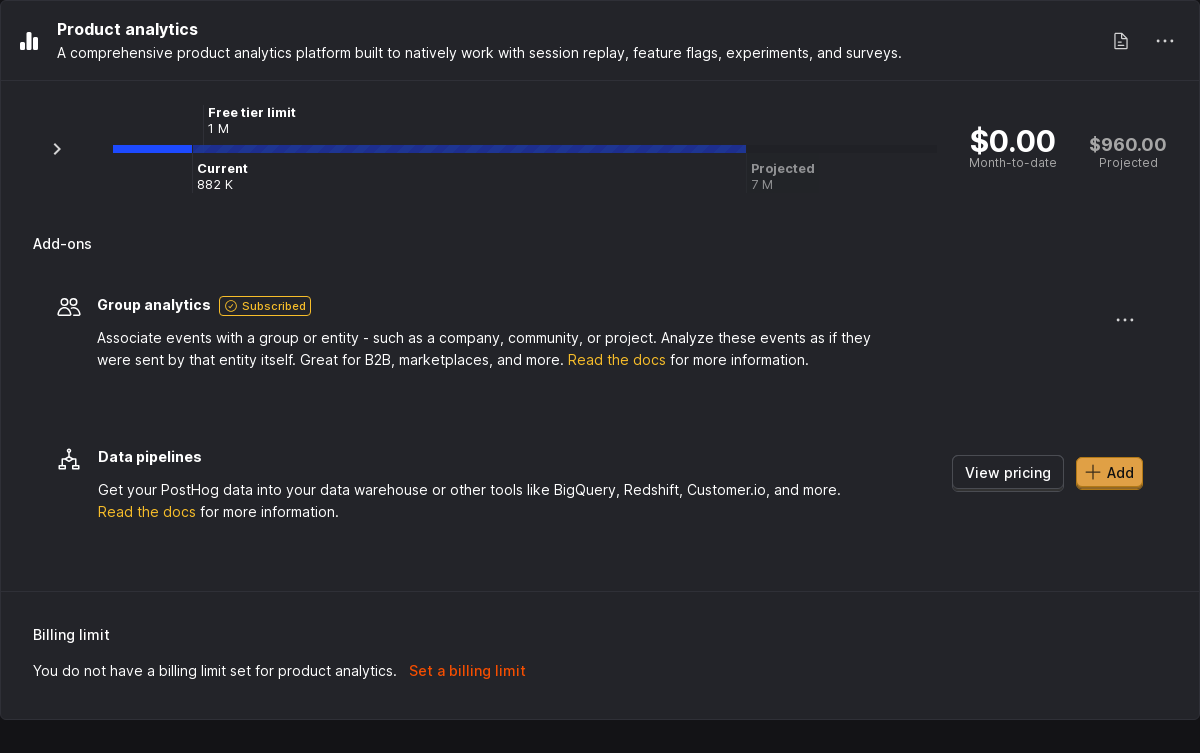 Product analytics
A comprehensive product analytics platform built to natively work with session replay, feature flags, experiments, and surveys.
Free tier limit
1 M
Current
882 K
Projected
7 M
$0.00
Month-to-date
$960.00
Projected
Add-ons
Group analytics Subscribed
Associate events with a group or entity - such as a company, community, or project. Analyze these events as if they
were sent by that entity itself. Great for B2B, marketplaces, and more. Read the docs for more information.
Data pipelines
Get your PostHog data into your data warehouse or other tools like BigQuery, Redshift, Customer.io, and more.
Read the docs for more information.
View pricing
Add
Billing limit
You do not have a billing limit set for product analytics. Set a billing limit